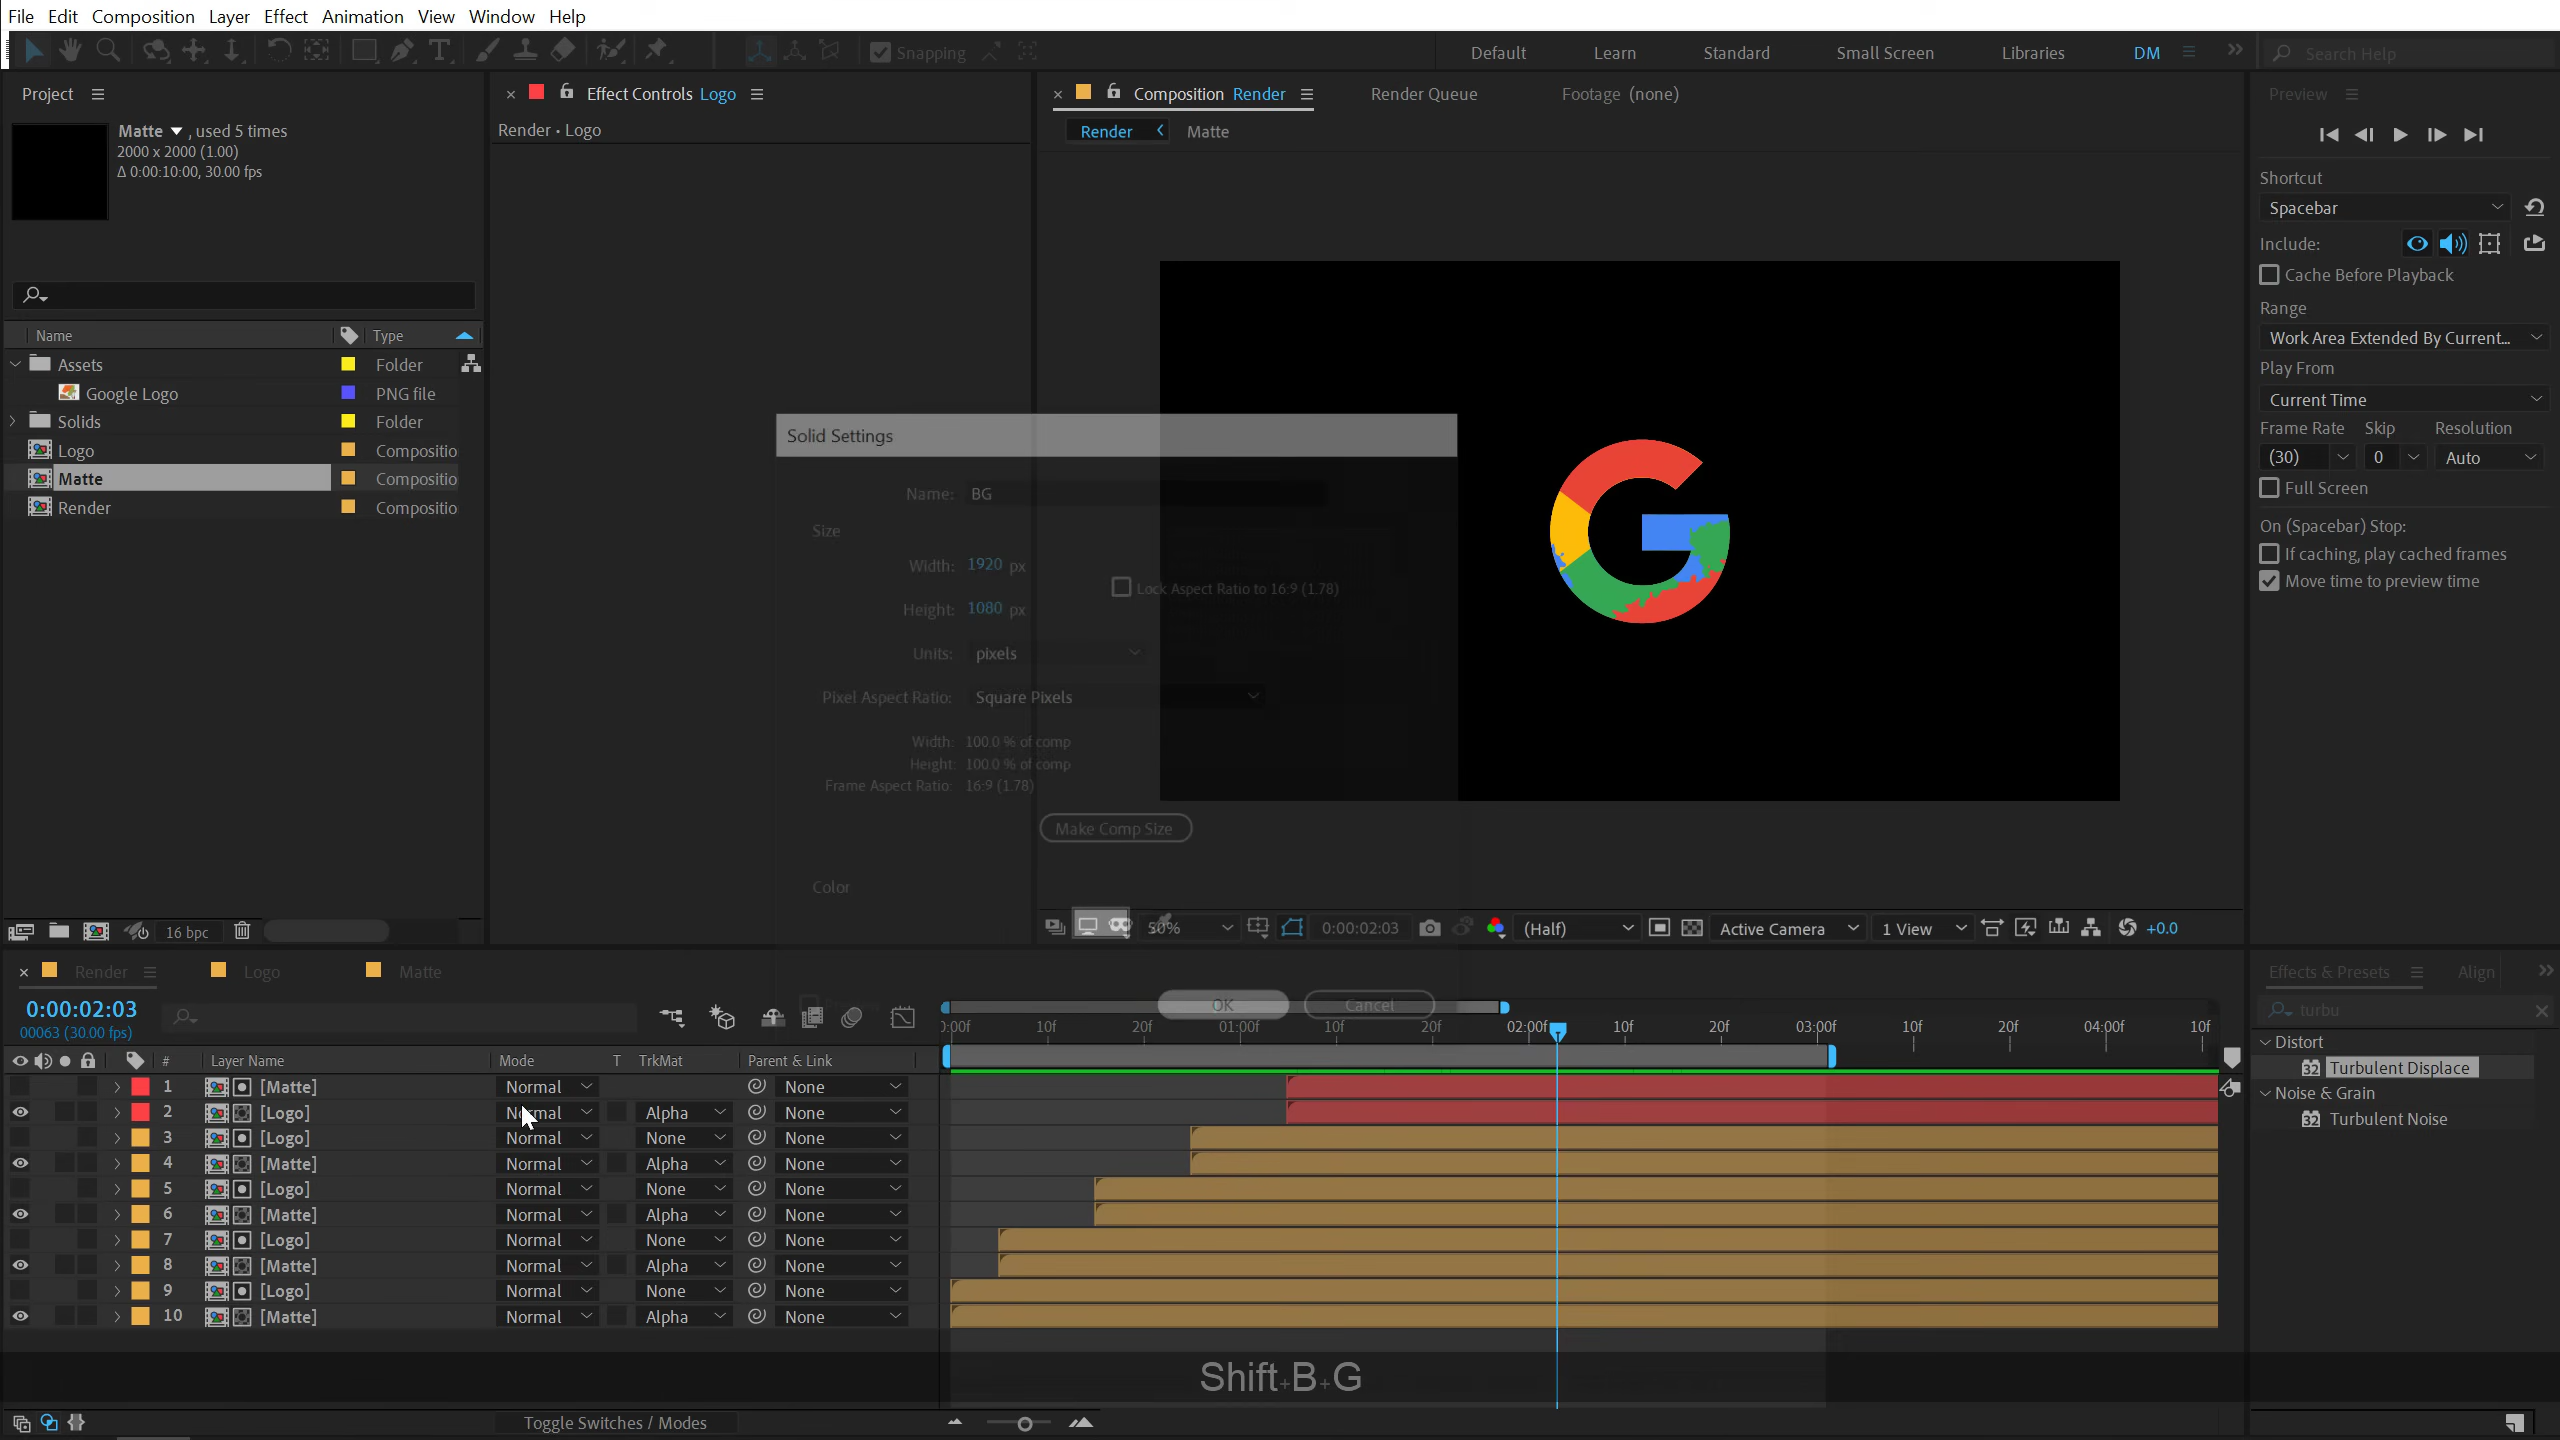 File Edit Composition Layer Effect Animation View Window Help
Snapping Default Learn Standard Small Screen Libraries DM Search Help
Project
Matte , used 5 times
2000 x 2000 (1.00)
Δ 0:00:10:00, 30.00 fps
Name Type
Assets Folder
Google Logo PNG file
Solids Folder
Logo Compositio
Matte Compositio
Render Compositio
16 bpc
Effect Controls Logo
Render • Logo
Composition Render Render Queue Footage (none)
Render Matte
Solid Settings
Name: BG
Size
Width: 1920 px
Lock Aspect Ratio to 16:9 (1.78)
Height: 1080 px
Units: pixels
Pixel Aspect Ratio: Square Pixels
Width: 100.0 % of comp
Height: 100.0 % of comp
Frame Aspect Ratio: 16:9 (1.78)
Make Comp Size
Color
OK Cancel
50% 0:00:02:03 (Half) Active Camera 1 View +0.0
Preview
Shortcut
Spacebar
Include:
Cache Before Playback
Range
Work Area Extended By Current...
Play From
Current Time
Frame Rate Skip Resolution
(30) 0 Auto
Full Screen
On (Spacebar) Stop:
If caching, play cached frames
Move time to preview time
Render Logo Matte
0:00:02:03
00063 (30.00 fps)
0:00f 10f 20f 01:00f 10f 20f 02:00f 10f 20f 03:00f 10f 20f 04:00f 10f
# Layer Name Mode T TrkMat Parent & Link
1 [Matte] Normal None
2 [Logo] Normal Alpha None
3 [Logo] Normal None None
4 [Matte] Normal Alpha None
5 [Logo] Normal None None
6 [Matte] Normal Alpha None
7 [Logo] Normal None None
8 [Matte] Normal Alpha None
9 [Logo] Normal None None
10 [Matte] Normal Alpha None
Shift+B+G
Toggle Switches / Modes
Effects & Presets Align
turbu
Distort
32 Turbulent Displace
Noise & Grain
32 Turbulent Noise